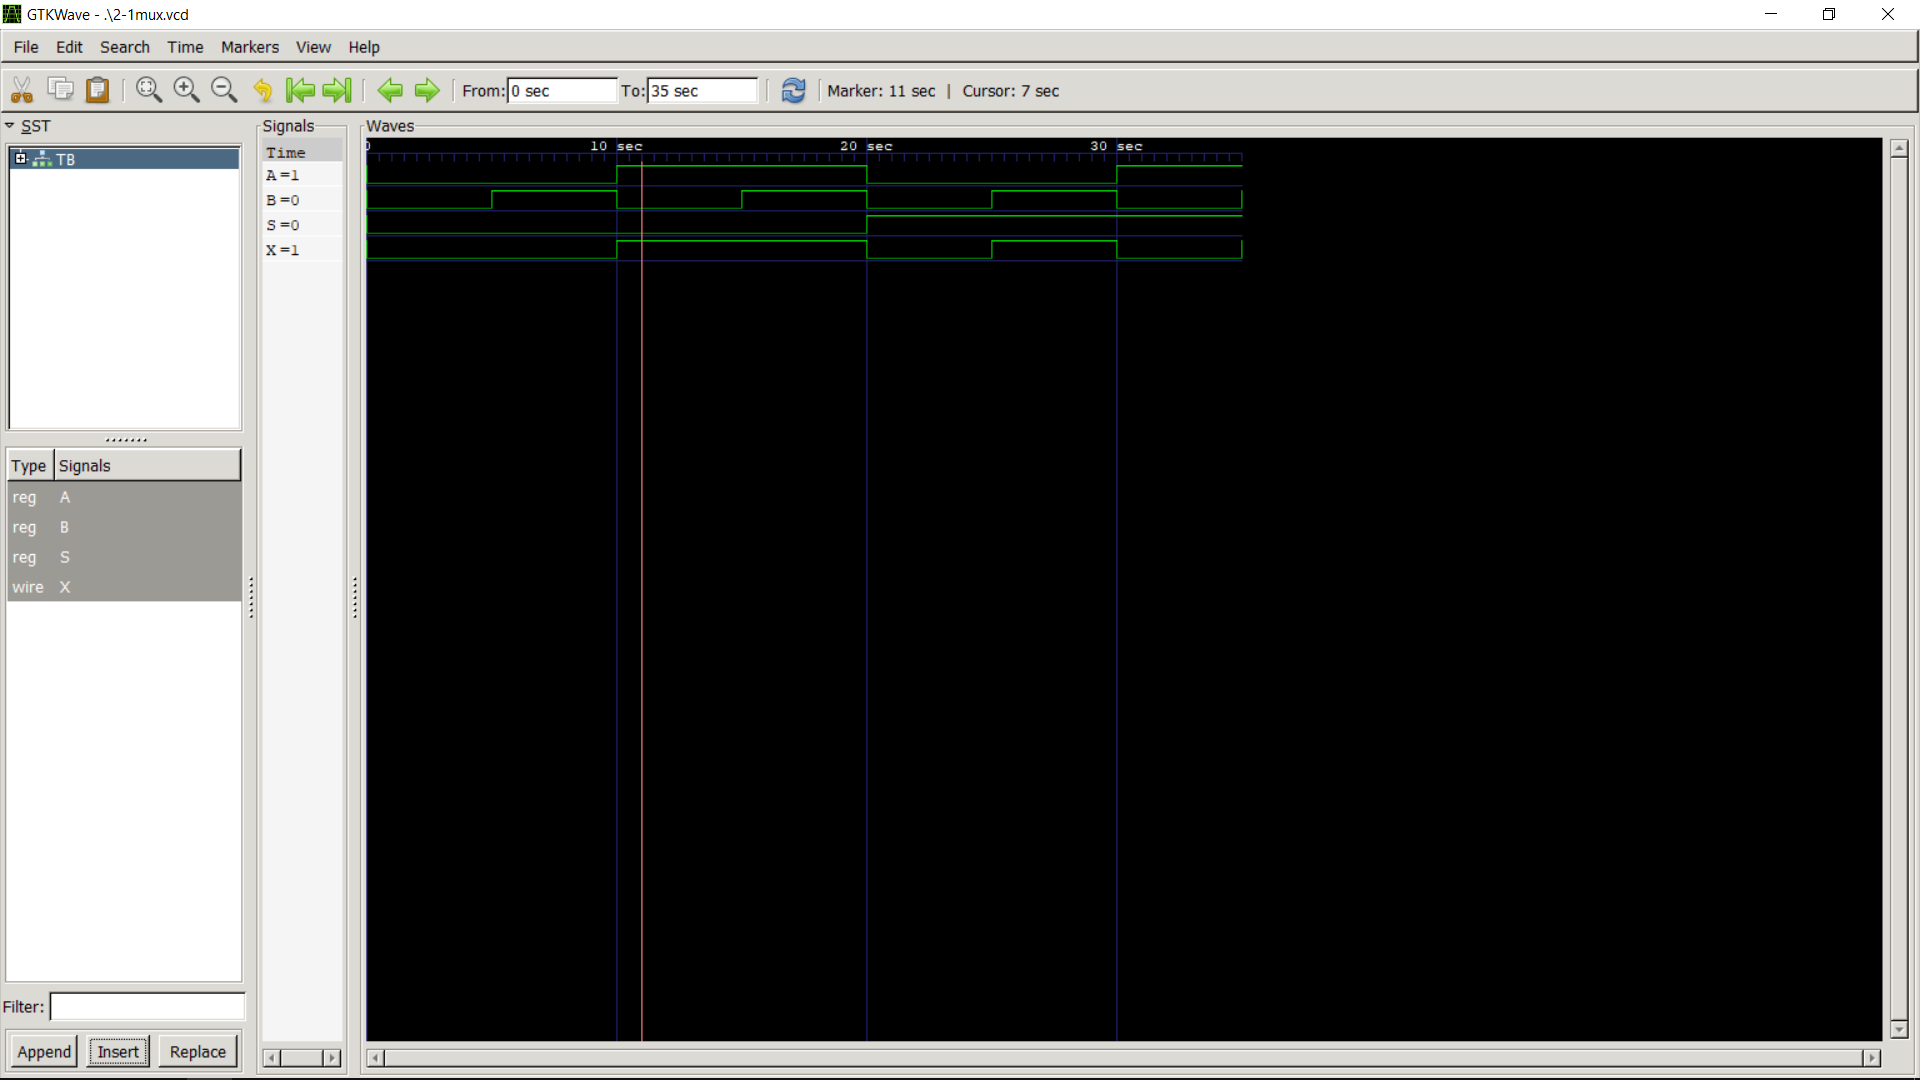 GTKWave - .\2-1mux.vcd
File Edit Search Time Markers View Help
From: 0 sec To: 35 sec Marker: 11 sec | Cursor: 7 sec
SST
TB
Type Signals
reg A
reg B
reg S
wire X
Filter:
Append Insert Replace
Signals
Time
A =1
B =0
S =0
X =1
Waves
0 10 sec 20 sec 30 sec